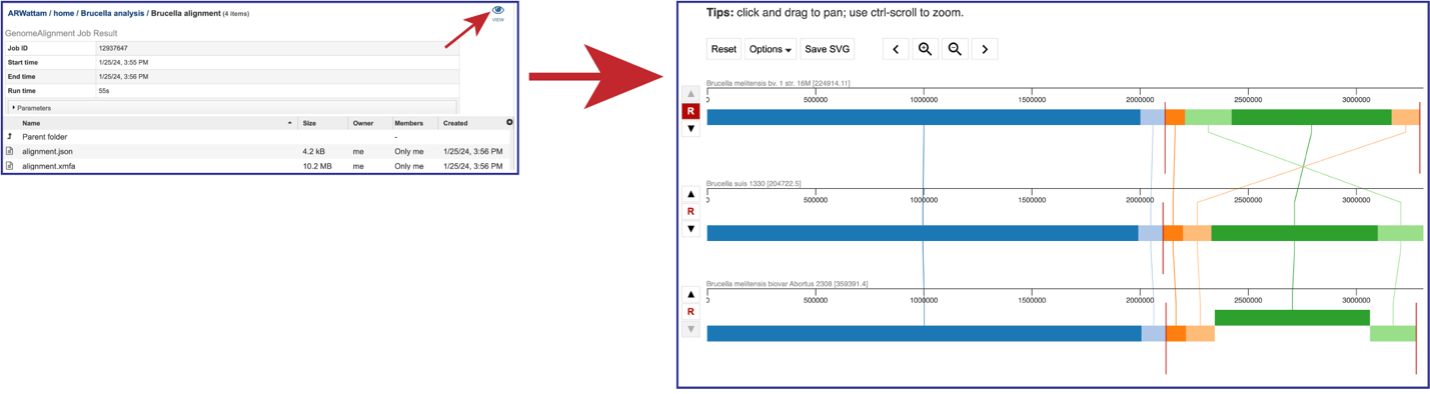 ARWattam / home / Brucella analysis / Brucella alignment (4 items)
VIEW
GenomeAlignment Job Result
Job ID 12937647
Start time 1/25/24, 3:55 PM
End time 1/25/24, 3:56 PM
Run time 55s
Parameters
Name Size Owner Members Created
Parent folder -
alignment.json 4.2 kB me Only me 1/25/24, 3:56 PM
alignment.xmfa 10.2 MB me Only me 1/25/24, 3:56 PM
Tips: click and drag to pan; use ctrl-scroll to zoom.
Reset Options Save SVG
Brucella melitensis bv. 1 str. 16M [224914.11]
0 500000 1000000 1500000 2000000 2500000 3000000
R
Brucella suis 1330 [204722.5]
0 500000 1000000 1500000 2000000 2500000 3000000
R
Brucella melitensis biovar Abortus 2308 [359391.4]
0 500000 1000000 1500000 2000000 2500000 3000000
R